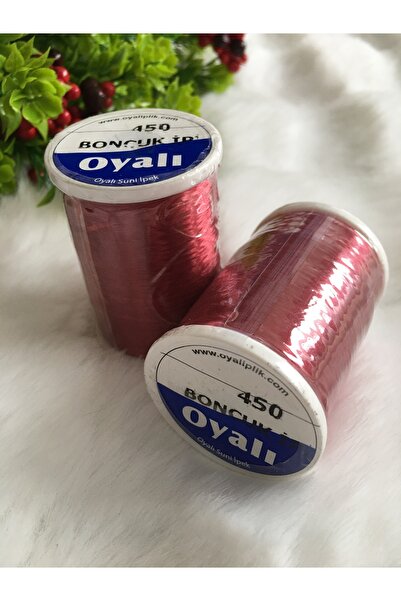 www.oyaliplik.com
450
BONCUK İPİ
Oyalı
Oyalı Suni İpek
www.oyaliplik.com
450
BONCUK İ
Oyalı
Oyalı Suni İpek